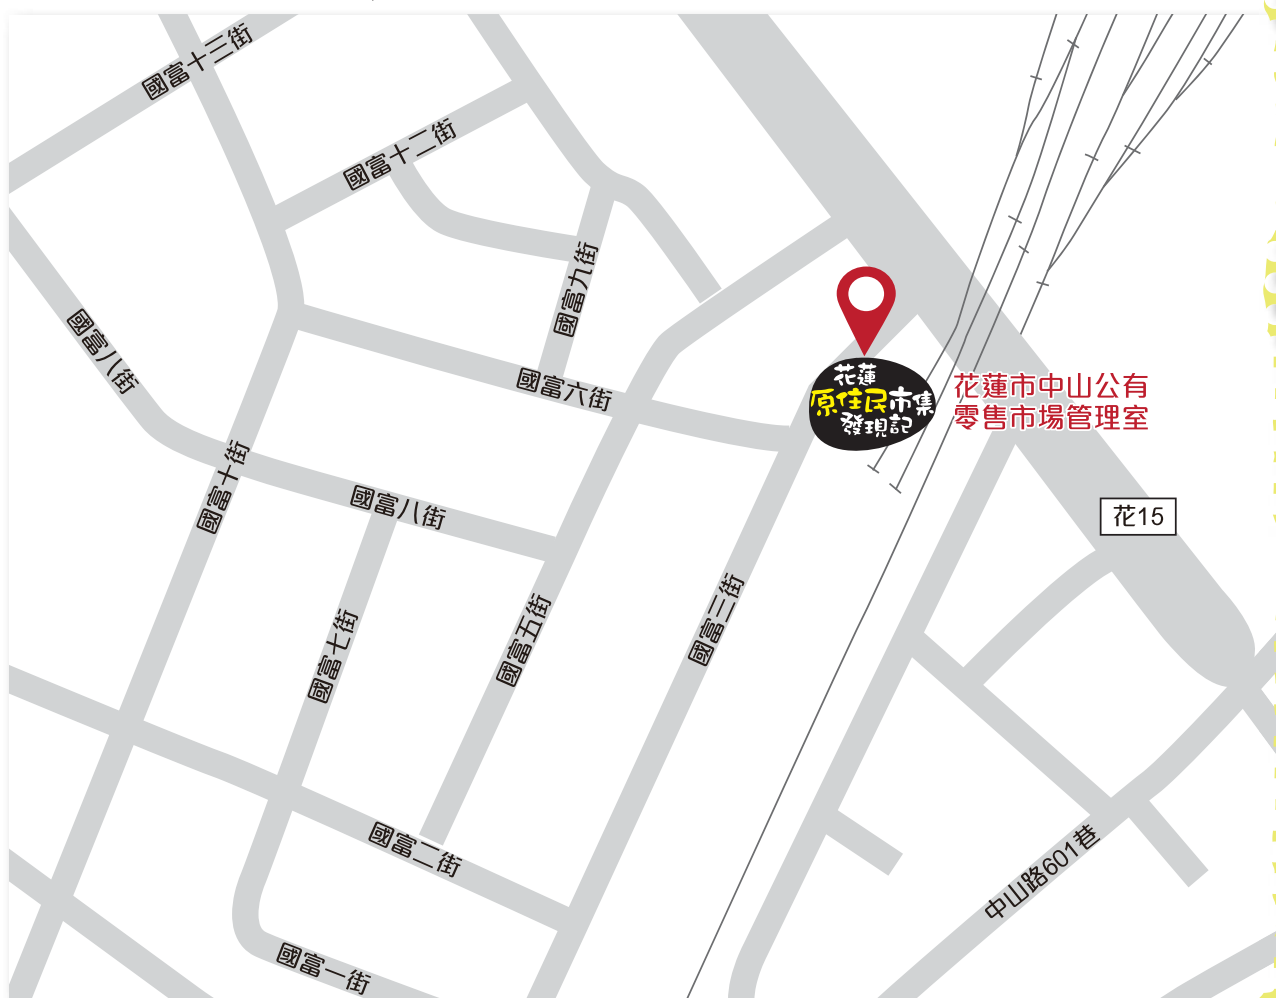 國富十三街
國富十二街
國富九街
國富八街
國富六街
花蓮
原住民市集
發現記
花蓮市中山公有
零售市場管理室
國富十街
國富八街
花15
國富七街
國富五街
國富三街
國富二街
中山路601巷
國富一街